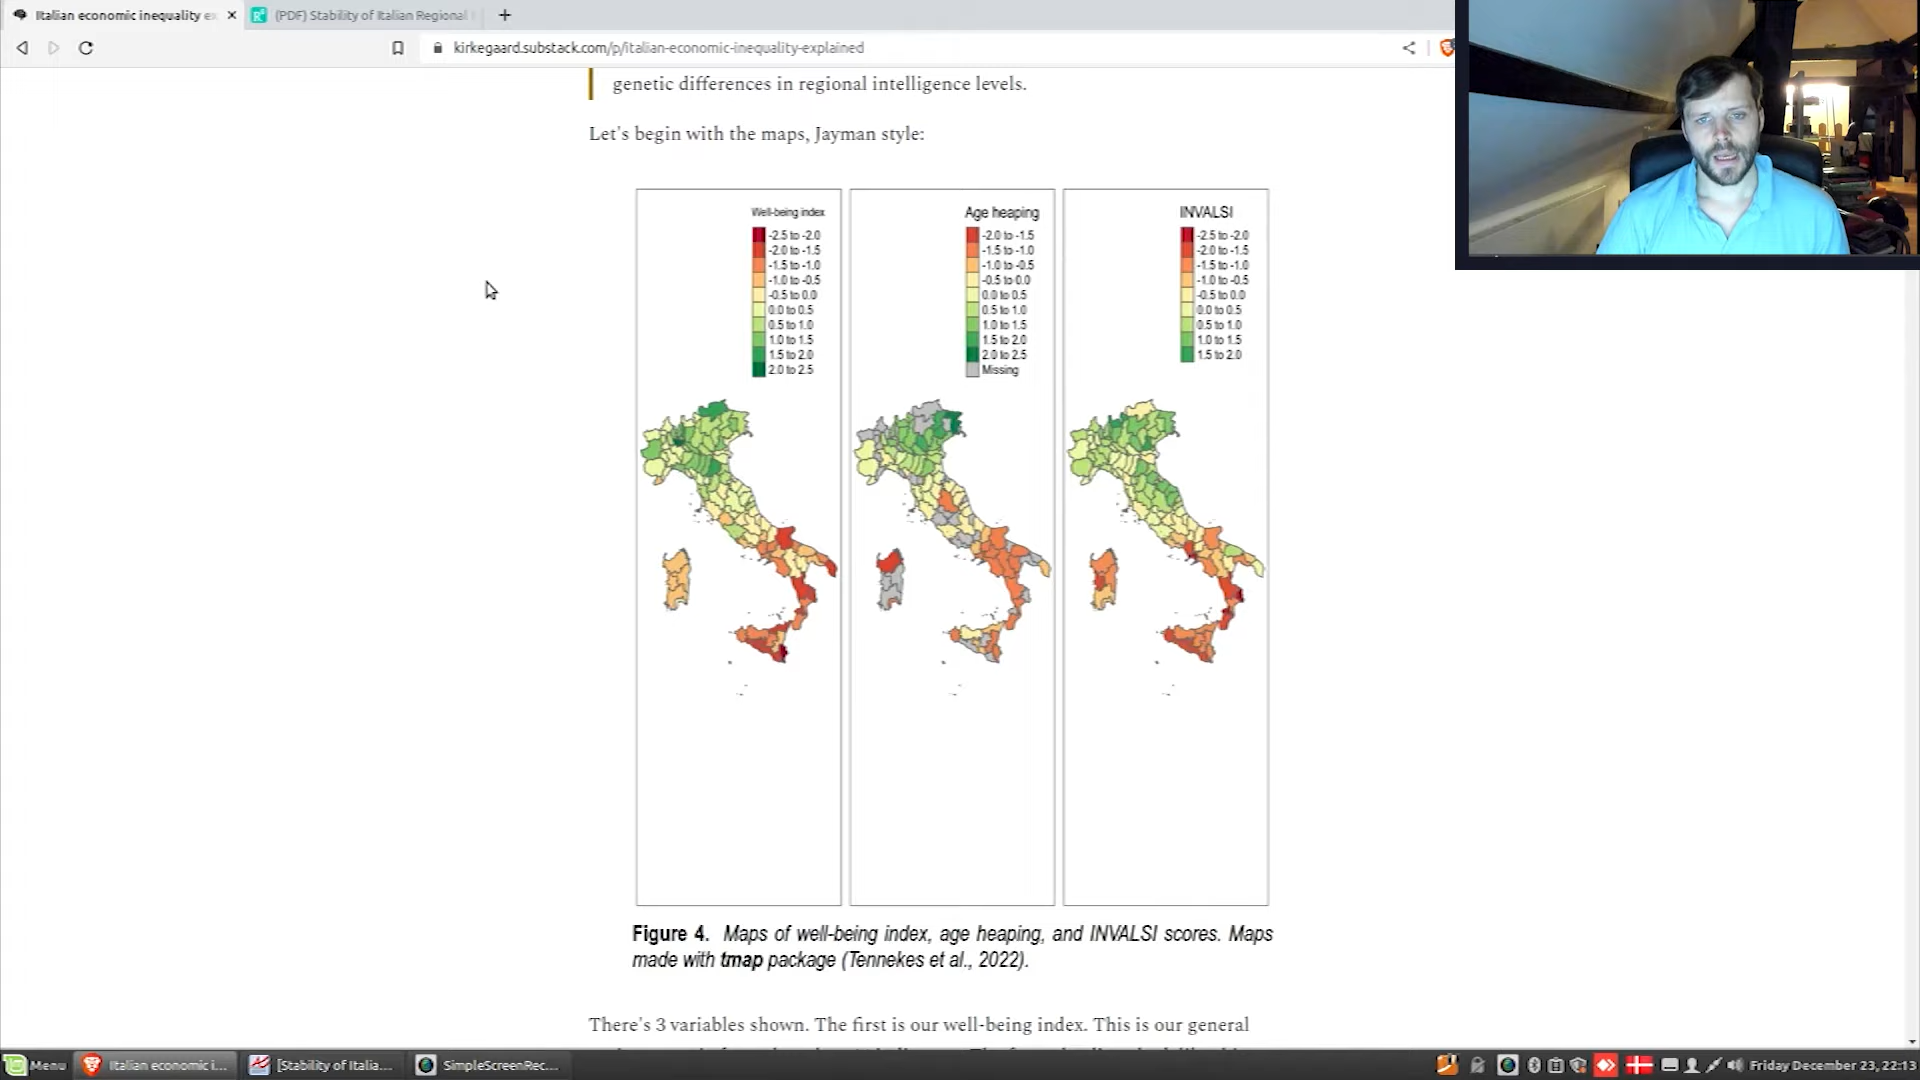 Italian economic inequality ex
(PDF) Stability of Italian Regional
kirkegaard.substack.com/p/italian-economic-inequality-explained
genetic differences in regional intelligence levels.
Let's begin with the maps, Jayman style:
Well-being index
-2.5 to -2.0
-2.0 to -1.5
-1.5 to -1.0
-1.0 to -0.5
-0.5 to 0.0
0.0 to 0.5
0.5 to 1.0
1.0 to 1.5
1.5 to 2.0
2.0 to 2.5
Age heaping
-2.0 to -1.5
-1.5 to -1.0
-1.0 to -0.5
-0.5 to 0.0
0.0 to 0.5
0.5 to 1.0
1.0 to 1.5
1.5 to 2.0
2.0 to 2.5
Missing
INVALSI
-2.5 to -2.0
-2.0 to -1.5
-1.5 to -1.0
-1.0 to -0.5
-0.5 to 0.0
0.0 to 0.5
0.5 to 1.0
1.0 to 1.5
1.5 to 2.0
Figure 4. Maps of well-being index, age heaping, and INVALSI scores. Maps
made with tmap package (Tennekes et al., 2022).
There's 3 variables shown. The first is our well-being index. This is our general
Menu
Italian economic i...
[Stability of Italia...
SimpleScreenRec...
Friday December 23, 22:13